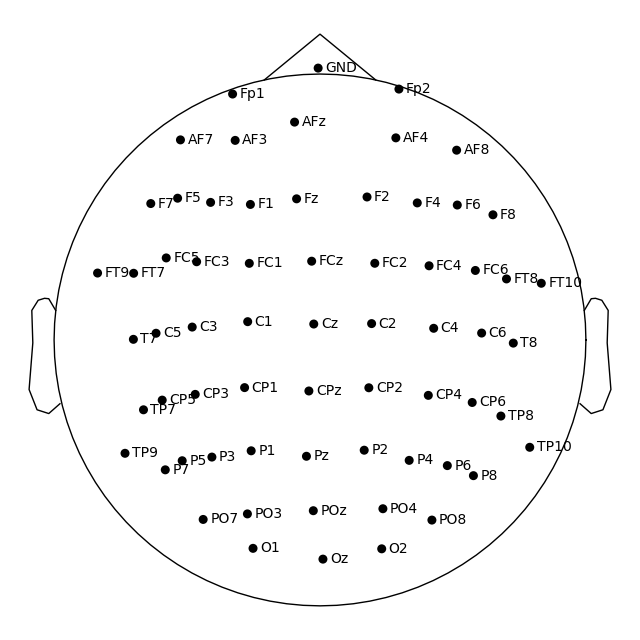 GND
Fp1 Fp2
AFz
AF7 AF3 AF4 AF8
F7 F5 F3 F1 Fz F2 F4 F6 F8
FT9 FT7 FC5 FC3 FC1 FCz FC2 FC4 FC6 FT8 FT10
T7 C5 C3 C1 Cz C2 C4 C6 T8
TP7 CP5 CP3 CP1 CPz CP2 CP4 CP6 TP8
TP9 P7 P5 P3 P1 Pz P2 P4 P6 P8 TP10
PO7 PO3 POz PO4 PO8
O1 Oz O2